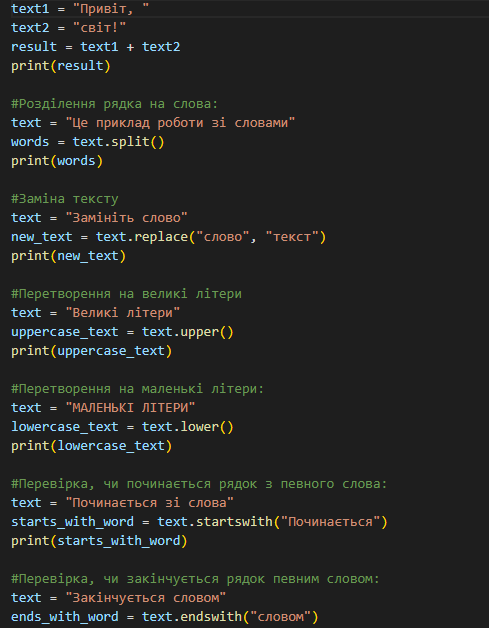 text1 = "Привіт, "
text2 = "світ!"
result = text1 + text2
print(result)
#Розділення рядка на слова:
text = "Це приклад роботи зі словами"
words = text.split()
print(words)
#Заміна тексту
text = "Замініть слово"
new_text = text.replace("слово", "текст")
print(new_text)
#Перетворення на великі літери
text = "Великі літери"
uppercase_text = text.upper()
print(uppercase_text)
#Перетворення на маленькі літери:
text = "МАЛЕНЬКІ ЛІТЕРИ"
lowercase_text = text.lower()
print(lowercase_text)
#Перевірка, чи починається рядок з певного слова:
text = "Починається зі слова"
starts_with_word = text.startswith("Починається")
print(starts_with_word)
#Перевірка, чи закінчується рядок певним словом:
text = "Закінчується словом"
ends_with_word = text.endswith("словом")